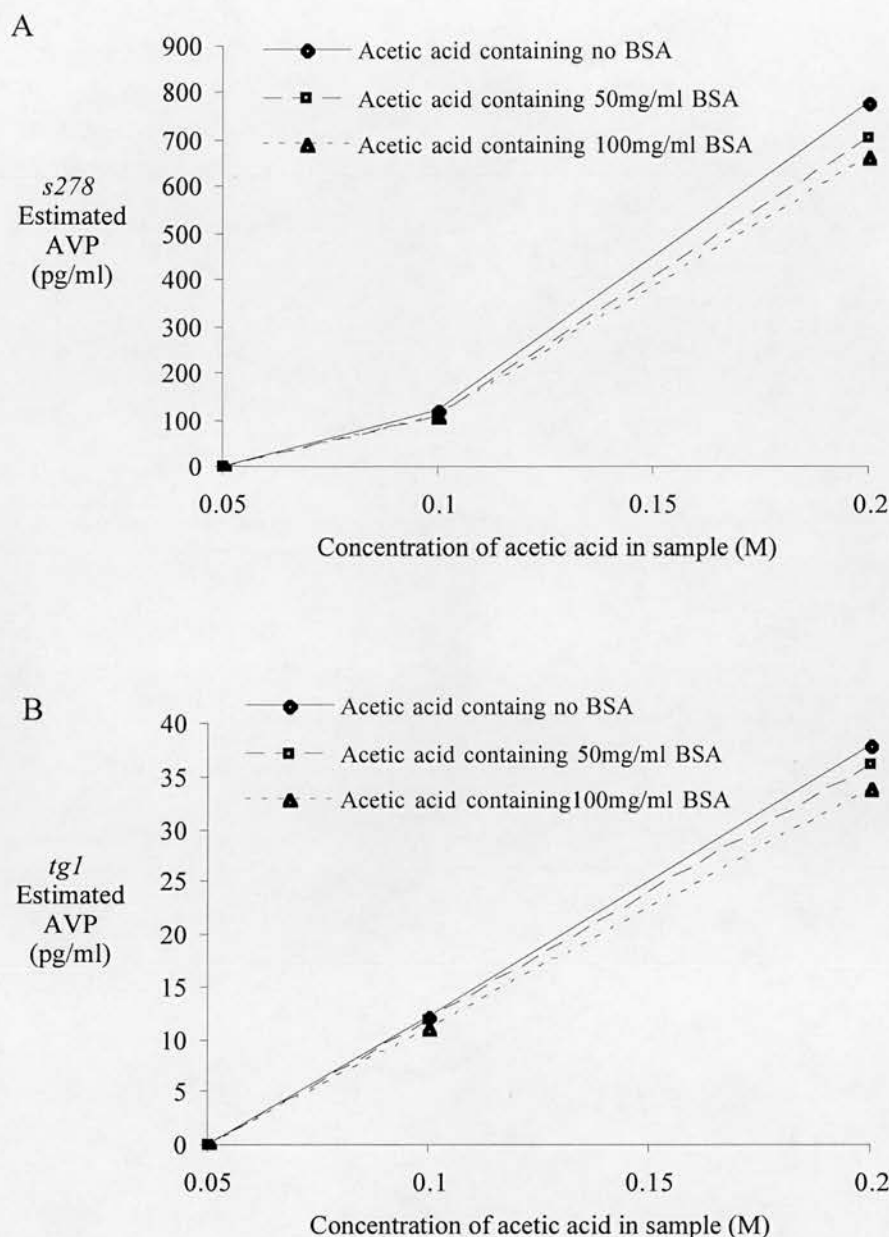 A
900
800
700
600
500
400
300
200
100
0
s278
Estimated
AVP
(pg/ml)
Acetic acid containing no BSA
Acetic acid containing 50mg/ml BSA
Acetic acid containing 100mg/ml BSA
0.05 0.1 0.15 0.2
Concentration of acetic acid in sample (M)
B
40
35
30
25
20
15
10
5
0
tg1
Estimated
AVP
(pg/ml)
Acetic acid containg no BSA
Acetic acid containing 50mg/ml BSA
Acetic acid containing100mg/ml BSA
0.05 0.1 0.15 0.2
Concentration of acetic acid in sample (M)